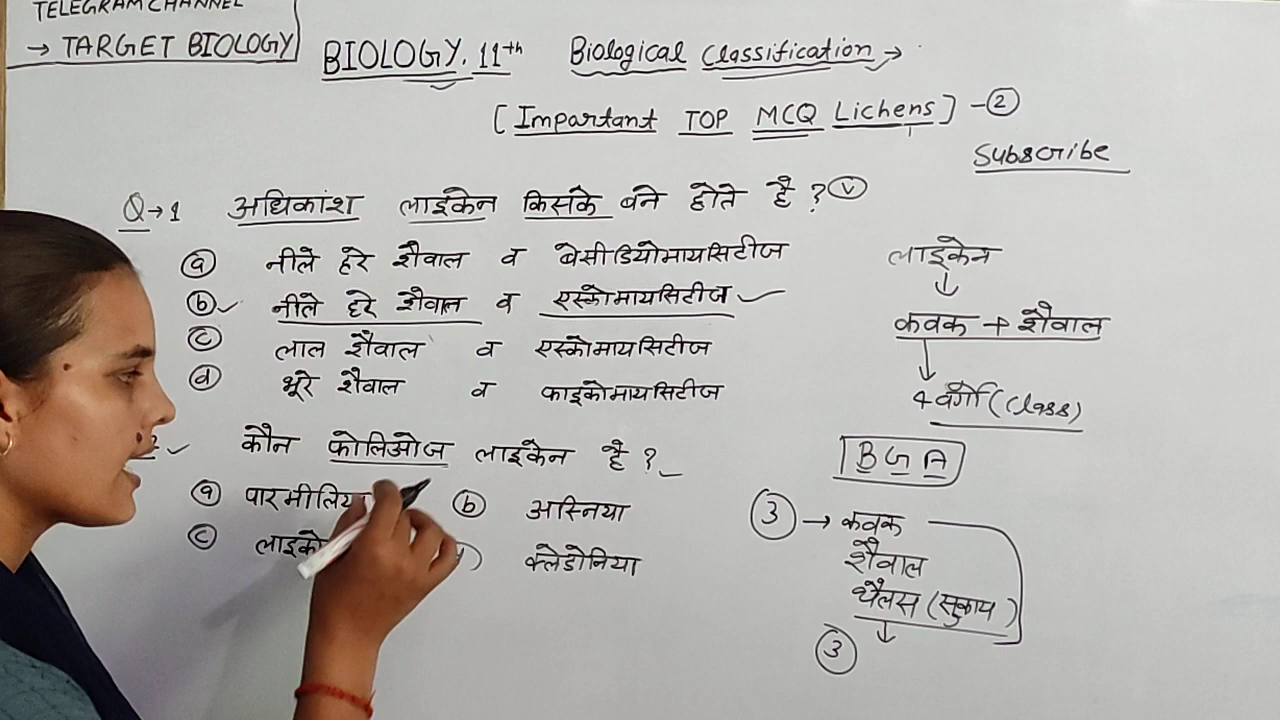 TELEGRAM CHANNEL
→ TARGET BIOLOGY
BIOLOGY. 11th Biological Classification →
[Impartant TOP MCQ Lichens] - 2
Subscribe
Q→1 अधिकांश लाइकेन किसके बने होते है ? v
a नीले हरे शैवाल व बेसीडियोमायसिटीज
b नीले हरे शैवाल व एस्कोमायसिटीज
c लाल शैवाल व एस्कोमायसिटीज
d भूरे शैवाल व फाइकोमायसिटीज
कौन फोलिओज लाइकेन है ?
a पारमीलिया b अस्निया
c क्लेडोनिया
लाइकेन
↓
कवक + शैवाल
↓
4 वर्गो (Class)
BGA
3 → कवक
शैवाल
थैलस (सुकाय)
↓
3